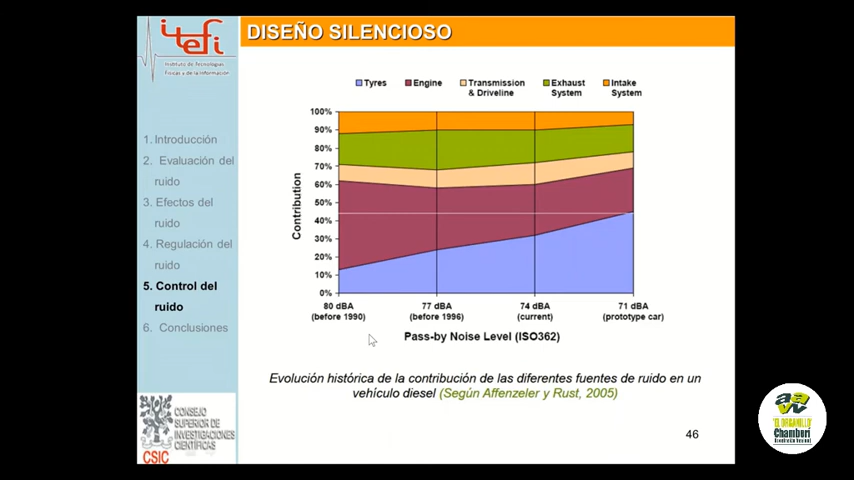 itefi
Instituto de Tecnologías
Físicas y de la Información
DISEÑO SILENCIOSO
1. Introducción
2. Evaluación del
ruido
3. Efectos del
ruido
4. Regulación del
ruido
5. Control del
ruido
6. Conclusiones
Tyres
Engine
Transmission
& Driveline
Exhaust
System
Intake
System
100%
90%
80%
70%
60%
50%
40%
30%
20%
10%
0%
Contribution
80 dBA
(before 1990)
77 dBA
(before 1996)
74 dBA
(current)
71 dBA
(prototype car)
Pass-by Noise Level (ISO362)
Evolución histórica de la contribución de las diferentes fuentes de ruido en un
vehículo diesel (Según Affenzeler y Rust, 2005)
46
CONSEJO
SUPERIOR DE
INVESTIGACIONES
CIENTÍFICAS
CSIC
aavv
"EL ORGANILLO"
Chamberí